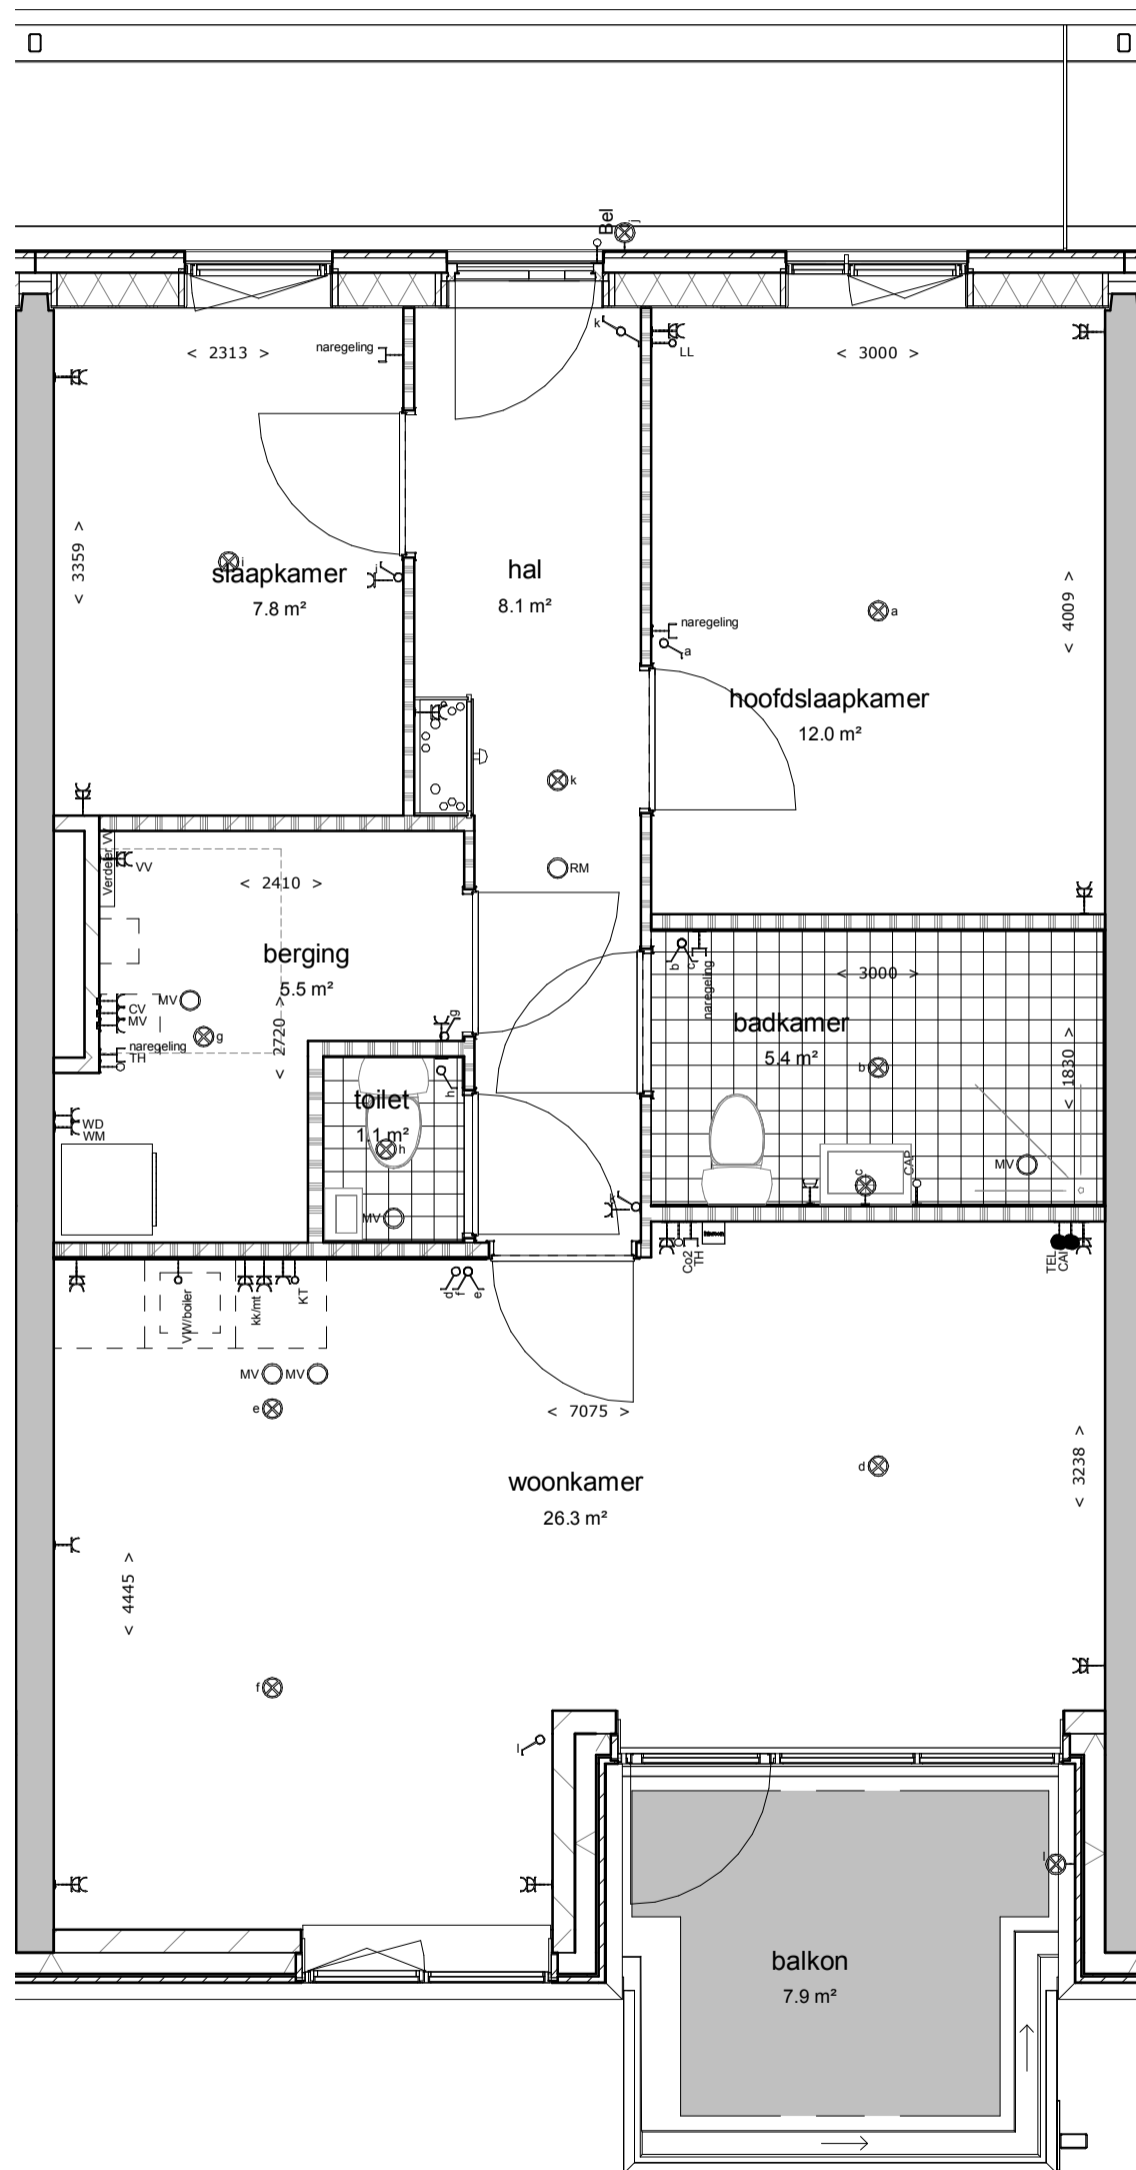 Bel
j
< 2313 >
naregeling
k
LL
< 3000 >
< 3359 >
i
slaapkamer
7.8 m²
i
hal
8.1 m²
a
naregeling
a
< 4009 >
hoofdslaapkamer
12.0 m²
k
RM
Verdeler VV
VV
< 2410 >
berging
5.5 m²
MV
CV
MV
g
naregeling
TH
< 2720 >
g
b
c
naregeling
< 3000 >
badkamer
5.4 m²
b
< 1830 >
toilet
1.1 m²
h
h
WD
WM
MV
k
c
CAP
MV
VW/boiler
kk/mt
KT
d
f
e
Co2
TH
TEL
CAI
MV
MV
e
< 7075 >
d
< 3238 >
woonkamer
26.3 m²
< 4445 >
f
l
l
balkon
7.9 m²